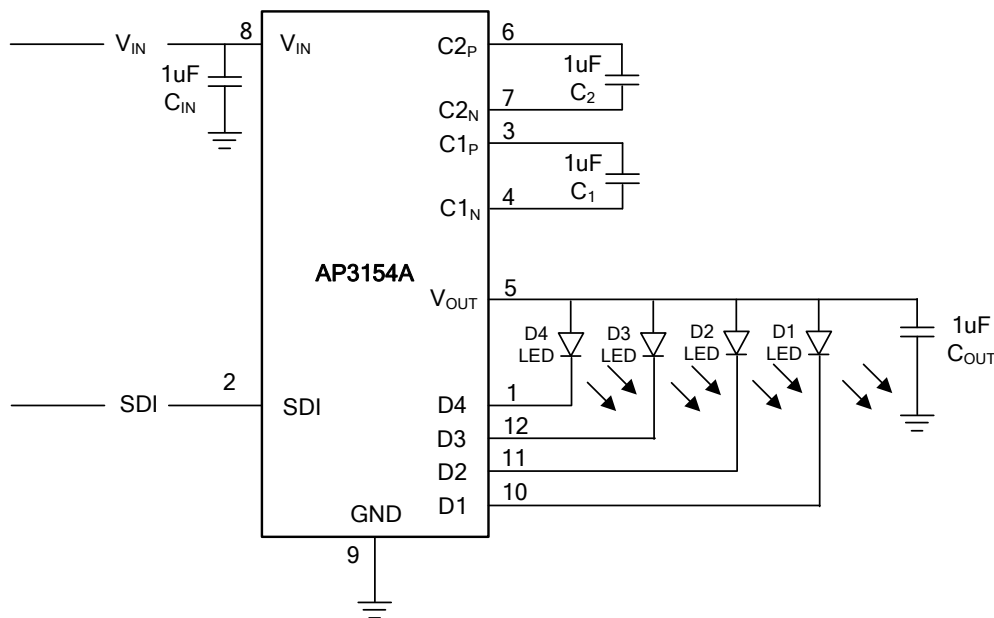 V_IN
8
V_IN
1uF
C_IN
C2_P
6
1uF
C_2
C2_N
7
C1_P
3
1uF
C_1
C1_N
4
AP3154A
V_OUT
5
D4
LED
D3
LED
D2
LED
D1
LED
1uF
C_OUT
SDI
2
SDI
D4
1
D3
12
D2
11
D1
10
GND
9